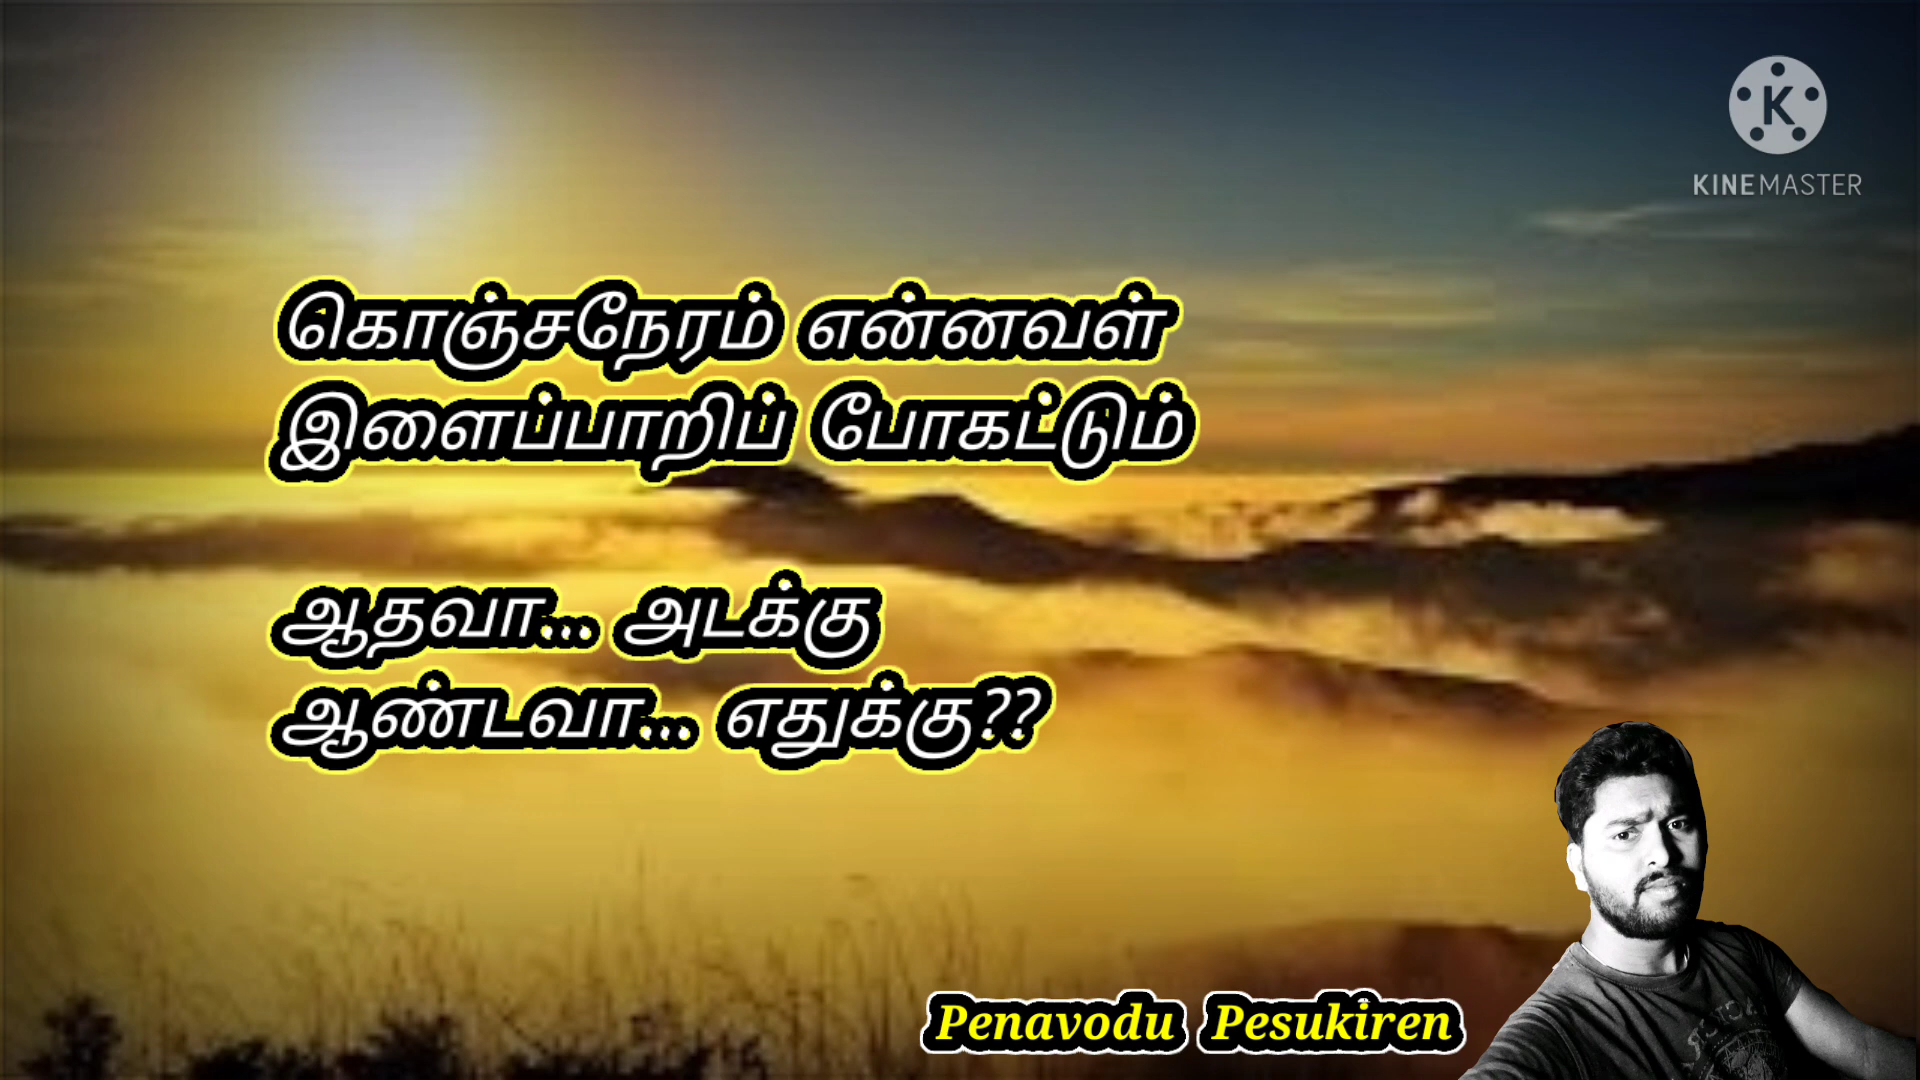 KINEMASTER
கொஞ்சநேரம் என்னவள்
இளைப்பாறிப் போகட்டும்
ஆதவா... அடக்கு
ஆண்டவா... எதுக்கு??
Penavodu Pesukiren